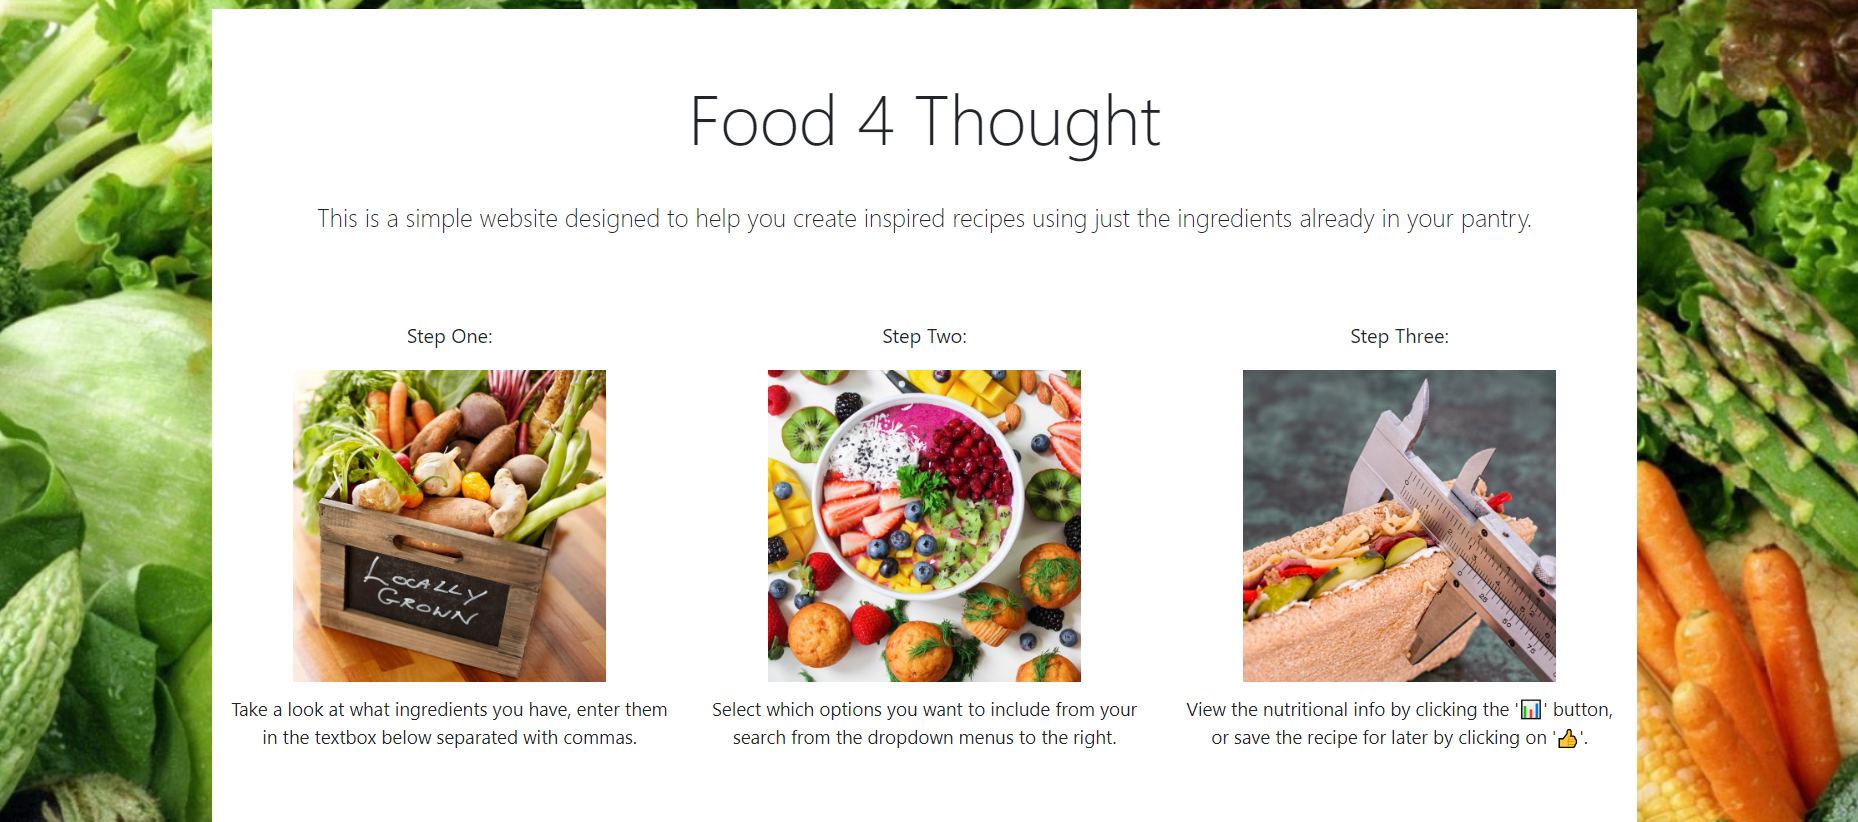 Food 4 Thought
This is a simple website designed to help you create inspired recipes using just the ingredients already in your pantry.
Step One:
Step Two:
Step Three:
LOCALLY
GROWN
Take a look at what ingredients you have, enter them
in the textbox below separated with commas.
Select which options you want to include from your
search from the dropdown menus to the right.
View the nutritional info by clicking the '📊' button,
or save the recipe for later by clicking on '👍'.